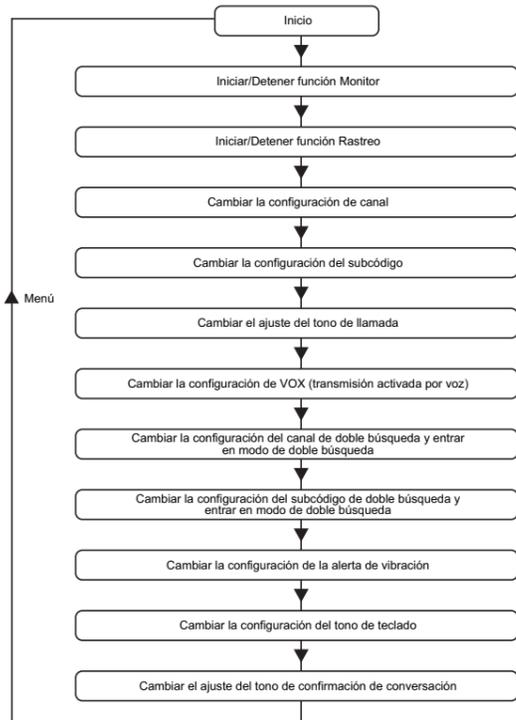 Inicio
Iniciar/Detener función Monitor
Iniciar/Detener función Rastreo
Cambiar la configuración de canal
Cambiar la configuración del subcódigo
Menú
Cambiar el ajuste del tono de llamada
Cambiar la configuración de VOX (transmisión activada por voz)
Cambiar la configuración del canal de doble búsqueda y entrar
en modo de doble búsqueda
Cambiar la configuración del subcódigo de doble búsqueda y
entrar en modo de doble búsqueda
Cambiar la configuración de la alerta de vibración
Cambiar la configuración del tono de teclado
Cambiar el ajuste del tono de confirmación de conversación